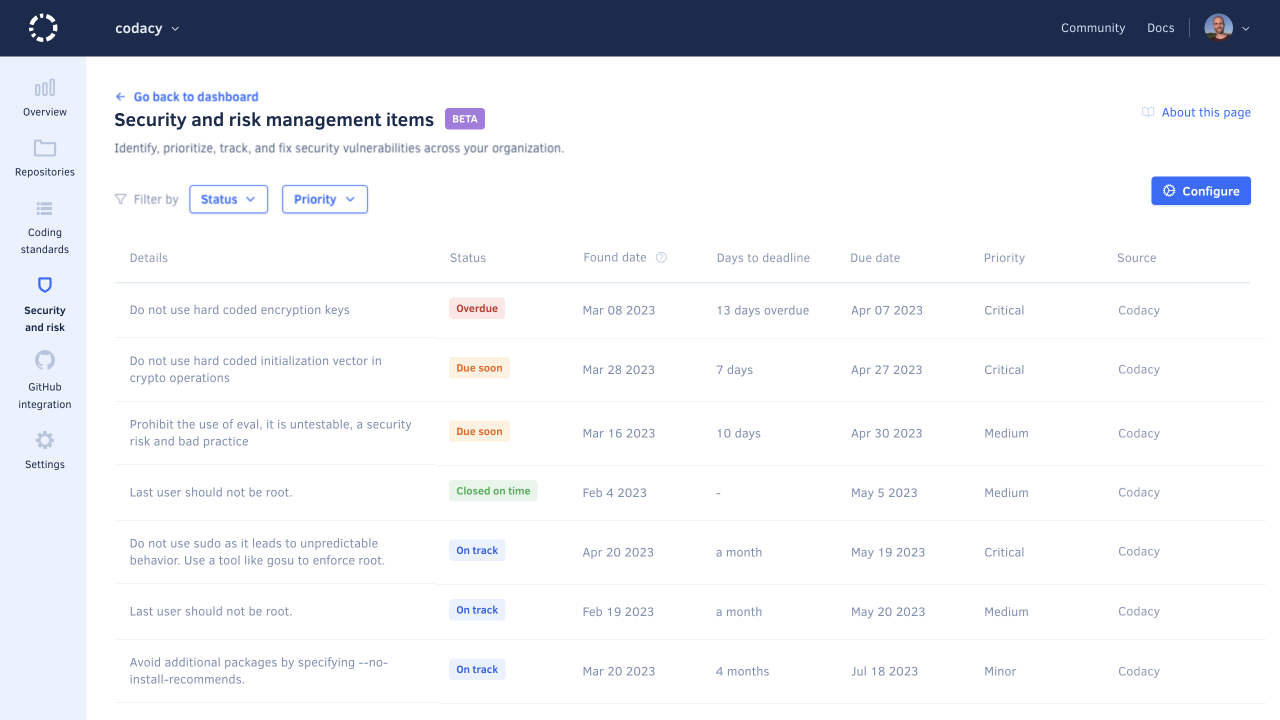 codacy
Community
Docs
Overview
Repositories
Coding
standards
Security
and risk
GitHub
integration
Settings
Go back to dashboard
Security and risk management items
BETA
About this page
Identify, prioritize, track, and fix security vulnerabilities across your organization.
Filter by
Status
Priority
Configure
Details Status Found date Days to deadline Due date Priority Source
Do not use hard coded encryption keys Overdue Mar 08 2023 13 days overdue Apr 07 2023 Critical Codacy
Do not use hard coded initialization vector in
crypto operations
Due soon Mar 28 2023 7 days Apr 27 2023 Critical Codacy
Prohibit the use of eval, it is untestable, a security
risk and bad practice
Due soon Mar 16 2023 10 days Apr 30 2023 Medium Codacy
Last user should not be root. Closed on time Feb 4 2023 - May 5 2023 Medium Codacy
Do not use sudo as it leads to unpredictable
behavior. Use a tool like gosu to enforce root.
On track Apr 20 2023 a month May 19 2023 Critical Codacy
Last user should not be root. On track Feb 19 2023 a month May 20 2023 Medium Codacy
Avoid additional packages by specifying --no-
install-recommends.
On track Mar 20 2023 4 months Jul 18 2023 Minor Codacy